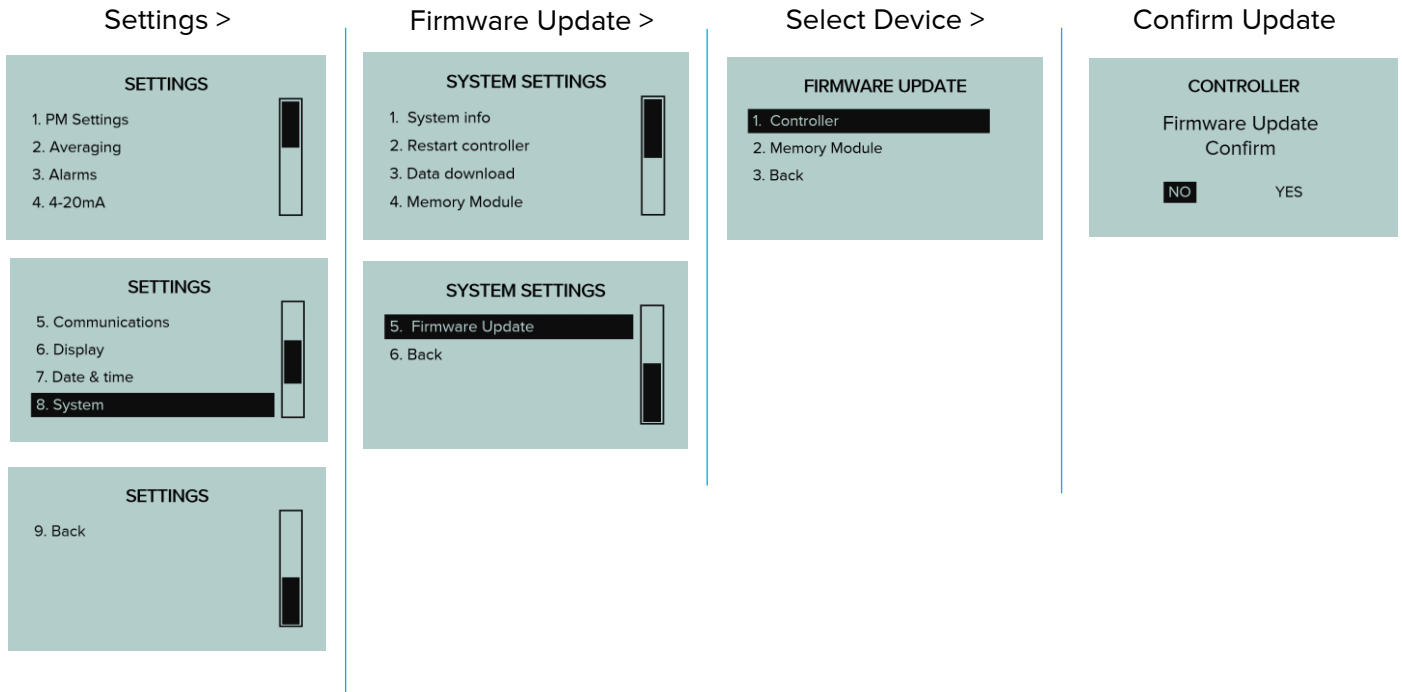 Settings >
SETTINGS
1. PM Settings
2. Averaging
3. Alarms
4. 4-20mA
SETTINGS
5. Communications
6. Display
7. Date & time
8. System
SETTINGS
9. Back
Firmware Update >
SYSTEM SETTINGS
1. System info
2. Restart controller
3. Data download
4. Memory Module
SYSTEM SETTINGS
5. Firmware Update
6. Back
Select Device >
FIRMWARE UPDATE
1. Controller
2. Memory Module
3. Back
Confirm Update
CONTROLLER
Firmware Update
Confirm
NO YES